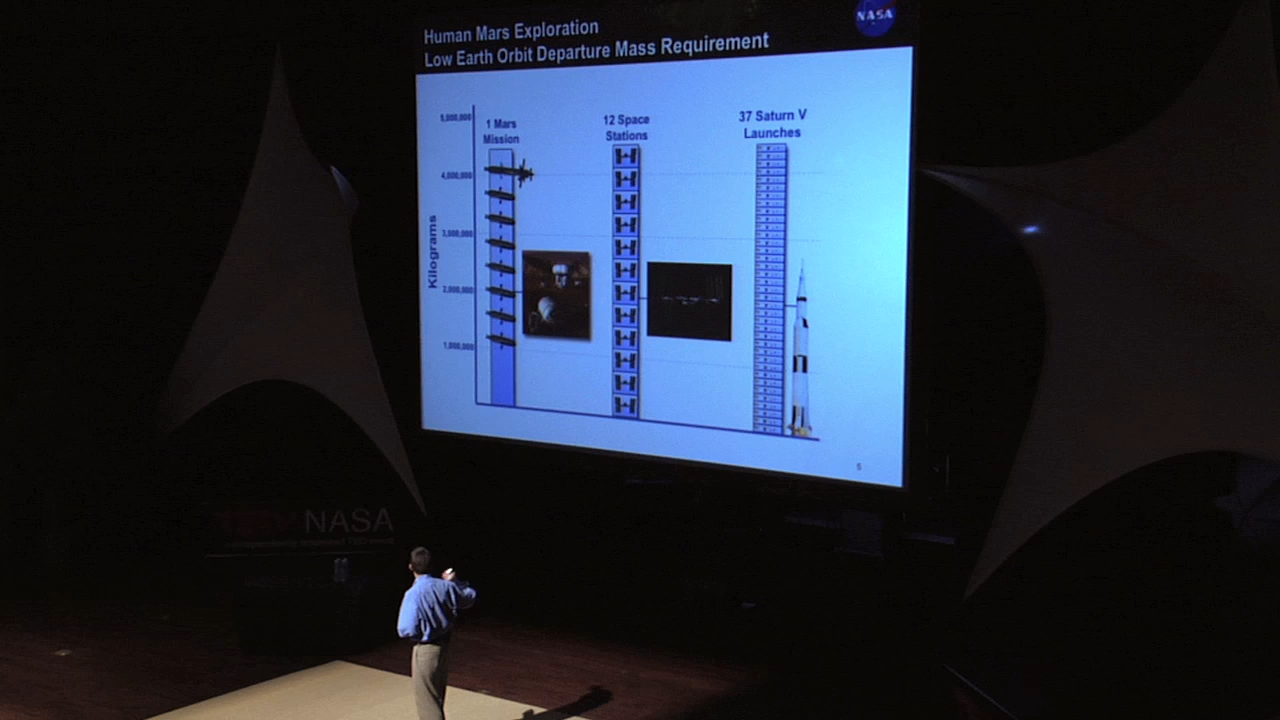 Human Mars Exploration
Low Earth Orbit Departure Mass Requirement
NASA
5,000,000
4,000,000
3,000,000
2,000,000
1,000,000
Kilograms
1 Mars
Mission
12 Space
Stations
37 Saturn V
Launches
5
NASA